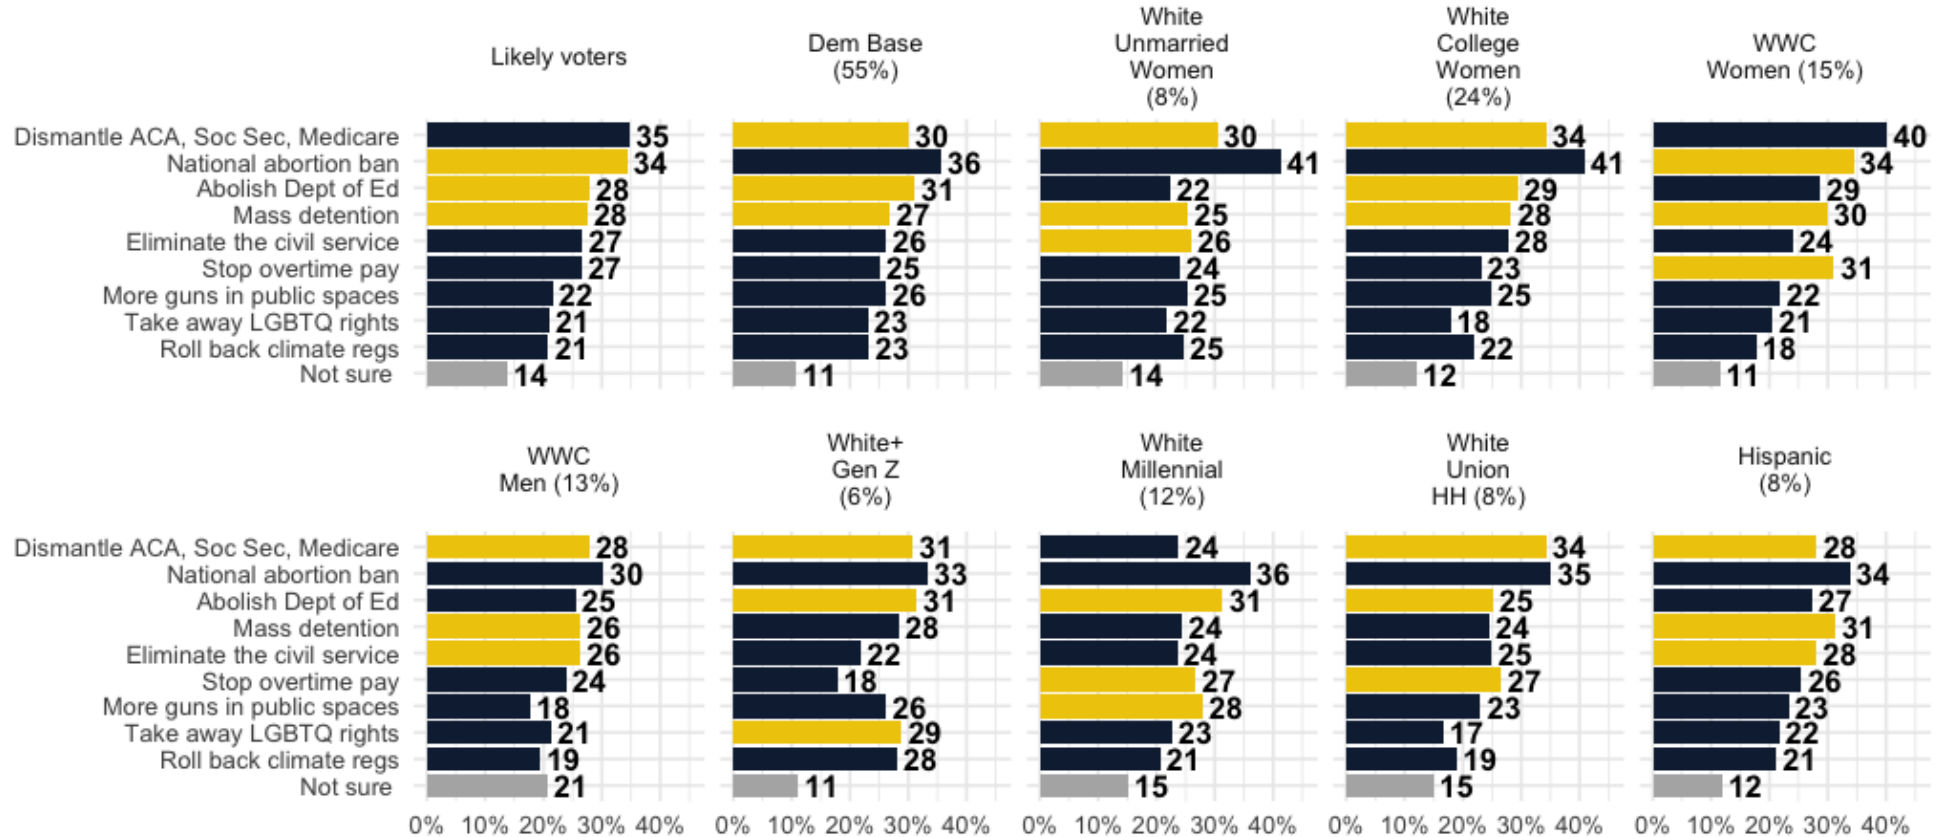 Likely voters
Dem Base
(55%)
White
Unmarried
Women
(8%)
White
College
Women
(24%)
WWC
Women (15%)
Dismantle ACA, Soc Sec, Medicare 35 30 30 34 40
National abortion ban 34 36 41 41 34
Abolish Dept of Ed 28 31 22 29 29
Mass detention 28 27 25 28 30
Eliminate the civil service 27 26 26 28 24
Stop overtime pay 27 25 24 23 31
More guns in public spaces 22 26 25 25 22
Take away LGBTQ rights 21 23 22 18 21
Roll back climate regs 21 23 25 22 18
Not sure 14 11 14 12 11
WWC
Men (13%)
White+
Gen Z
(6%)
White
Millennial
(12%)
White
Union
HH (8%)
Hispanic
(8%)
Dismantle ACA, Soc Sec, Medicare 28 31 24 34 28
National abortion ban 30 33 36 35 34
Abolish Dept of Ed 25 31 31 25 27
Mass detention 26 28 24 24 31
Eliminate the civil service 26 22 24 25 28
Stop overtime pay 24 18 27 27 26
More guns in public spaces 18 26 28 23 23
Take away LGBTQ rights 21 29 23 17 22
Roll back climate regs 19 28 21 19 21
Not sure 21 11 15 15 12
0% 10% 20% 30% 40% 0% 10% 20% 30% 40% 0% 10% 20% 30% 40% 0% 10% 20% 30% 40% 0% 10% 20% 30% 40%